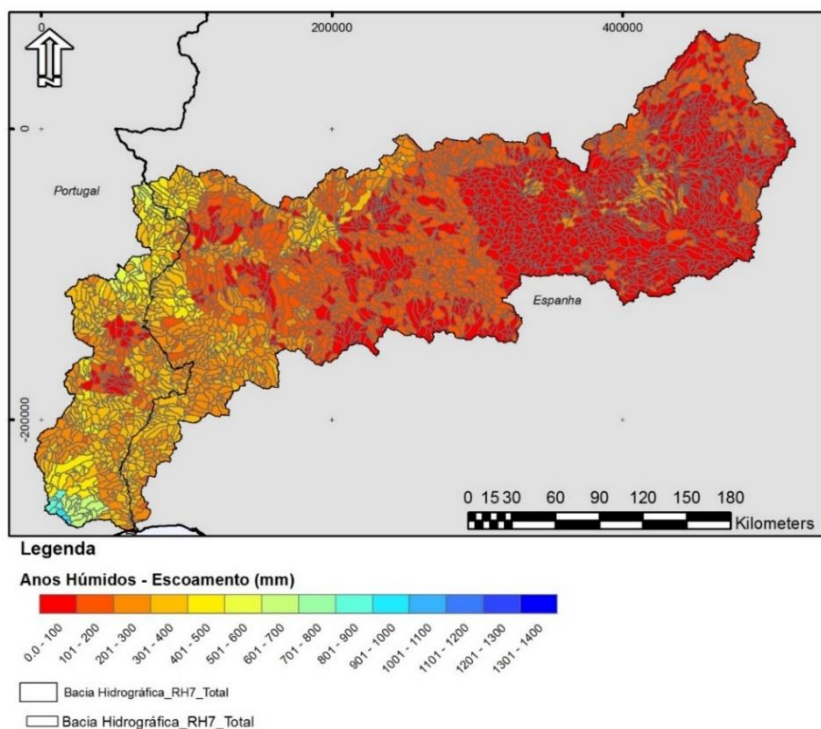 0 200000 400000
N
0
Portugal
Espanha
-200000
0 15 30 60 90 120 150 180
Kilometers
Legenda
Anos Húmidos - Escoamento (mm)
0.0 - 100 101 - 200 201 - 300 301 - 400 401 - 500 501 - 600 601 - 700 701 - 800 801 - 900 901 - 1000 1001 - 1100 1101 - 1200 1201 - 1300 1301 - 1400
Bacia Hidrográfica_RH7_Total
Bacia Hidrográfica_RH7_Total